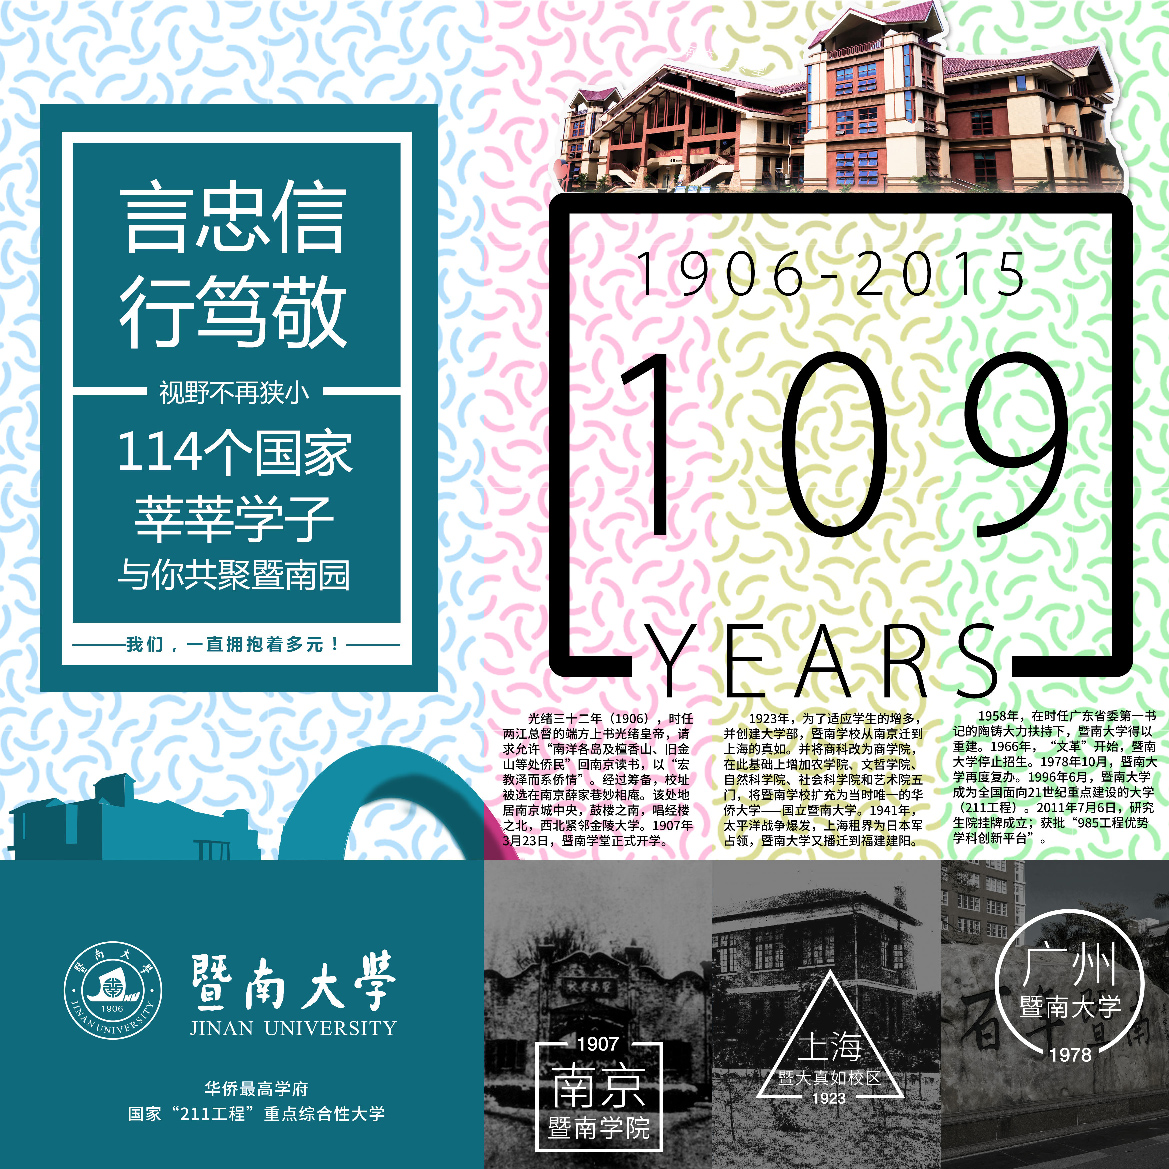 言忠信
行笃敬
视野不再狭小
114个国家
莘莘学子
与你共聚暨南园
我们，一直拥抱着多元！
1906-2015
109
YEARS
光绪三十二年（1906），时任
两江总督的端方上书光绪皇帝，请
求允许“南洋各岛及檀香山、旧金
山等处侨民”回南京读书，以“宏
教泽而系侨情”。经过筹备，校址
被选在南京薛家巷妙相庵。该处地
居南京城中央，鼓楼之南，唱经楼
之北，西北紧邻金陵大学。1907年
3月23日，暨南学堂正式开学。
1923年，为了适应学生的增多，
并创建大学部，暨南学校从南京迁到
上海的真如。并将商科改为商学院，
在此基础上增加农学院、文哲学院、
自然科学院、社会科学院和艺术院五
门，将暨南学校扩充为当时唯一的华
侨大学——国立暨南大学。1941年，
太平洋战争爆发，上海租界为日本军
占领，暨南大学又播迁到福建建阳。
1958年，在时任广东省委第一书
记的陶铸大力扶持下，暨南大学得以
重建。1966年，“文革”开始，暨南
大学停止招生。1978年10月，暨南大
学再度复办。1996年6月，暨南大学
成为全国面向21世纪重点建设的大学
（211工程）。2011年7月6日，研究
生院挂牌成立；获批“985工程优势
学科创新平台”。
暨南大學
1906
JINAN UNIVERSITY
暨南大學
JINAN UNIVERSITY
华侨最高学府
国家“211工程”重点综合性大学
1907
南京
暨南学院
上海
暨大真如校区
1923
广州
暨南大学
1978
百年暨南